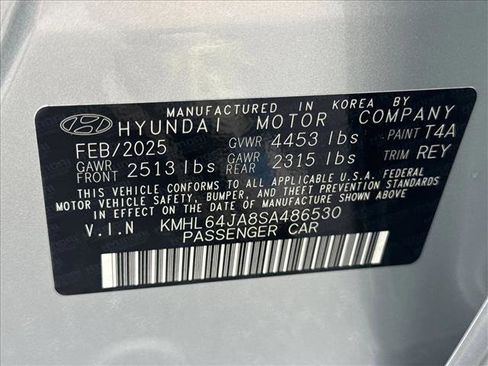 MANUFACTURED IN KOREA BY
HYUNDAI MOTOR COMPANY
FEB/2025 GVWR 4453 lbs PAINT T4A
GAWR FRONT 2513 lbs GAWR REAR 2315 lbs TRIM REY
THIS VEHICLE CONFORMS TO ALL APPLICABLE U.S.A. FEDERAL
MOTOR VEHICLE SAFETY, BUMPER, AND THEFT PREVENTION STANDARDS
IN EFFECT ON THE DATE OF MANUFACTURE SHOWN ABOVE.
V.I.N KMHL64JA8SA486530
PASSENGER CAR